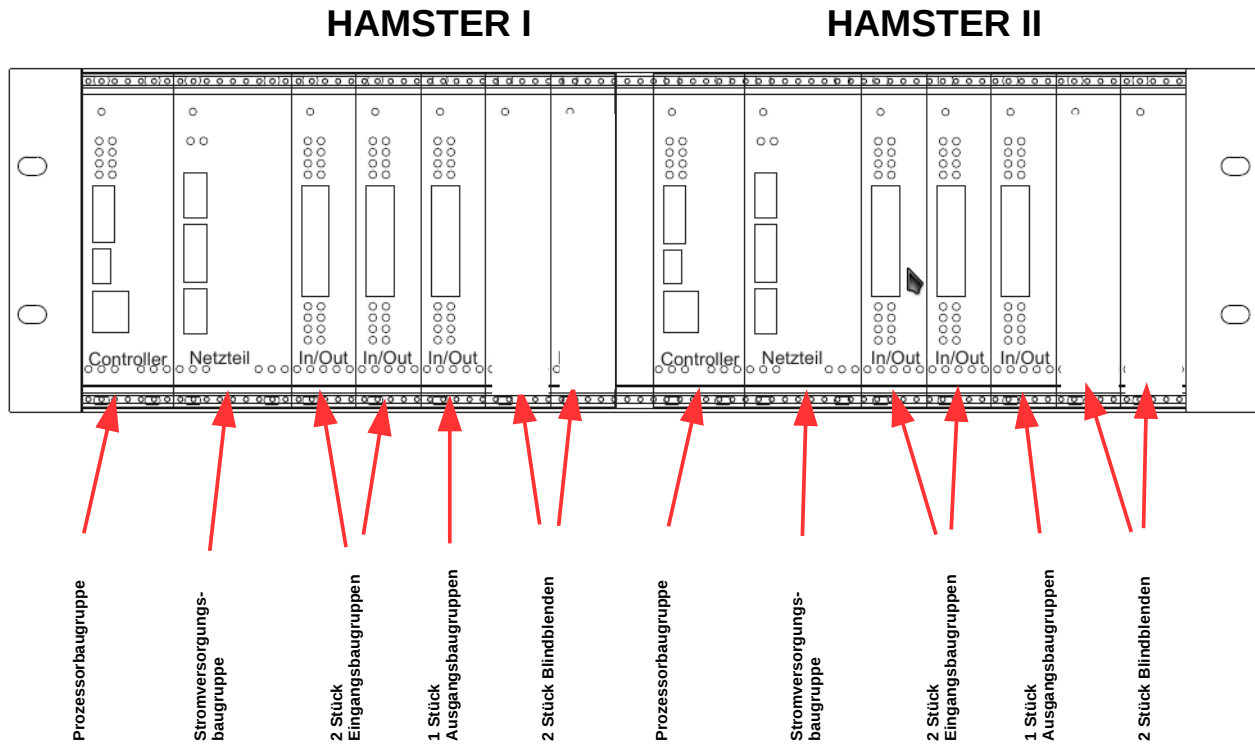 HAMSTER I
HAMSTER II
Controller
Netzteil
In/Out
In/Out
In/Out
Controller
Netzteil
In/Out
In/Out
In/Out
Prozessorbaugruppe
Stromversorgungs-
baugruppe
2 Stück
Eingangsbaugruppen
1 Stück
Ausgangsbaugruppen
2 Stück Blindblenden
Prozessorbaugruppe
Stromversorgungs-
baugruppe
2 Stück
Eingangsbaugruppen
1 Stück
Ausgangsbaugruppen
2 Stück Blindblenden